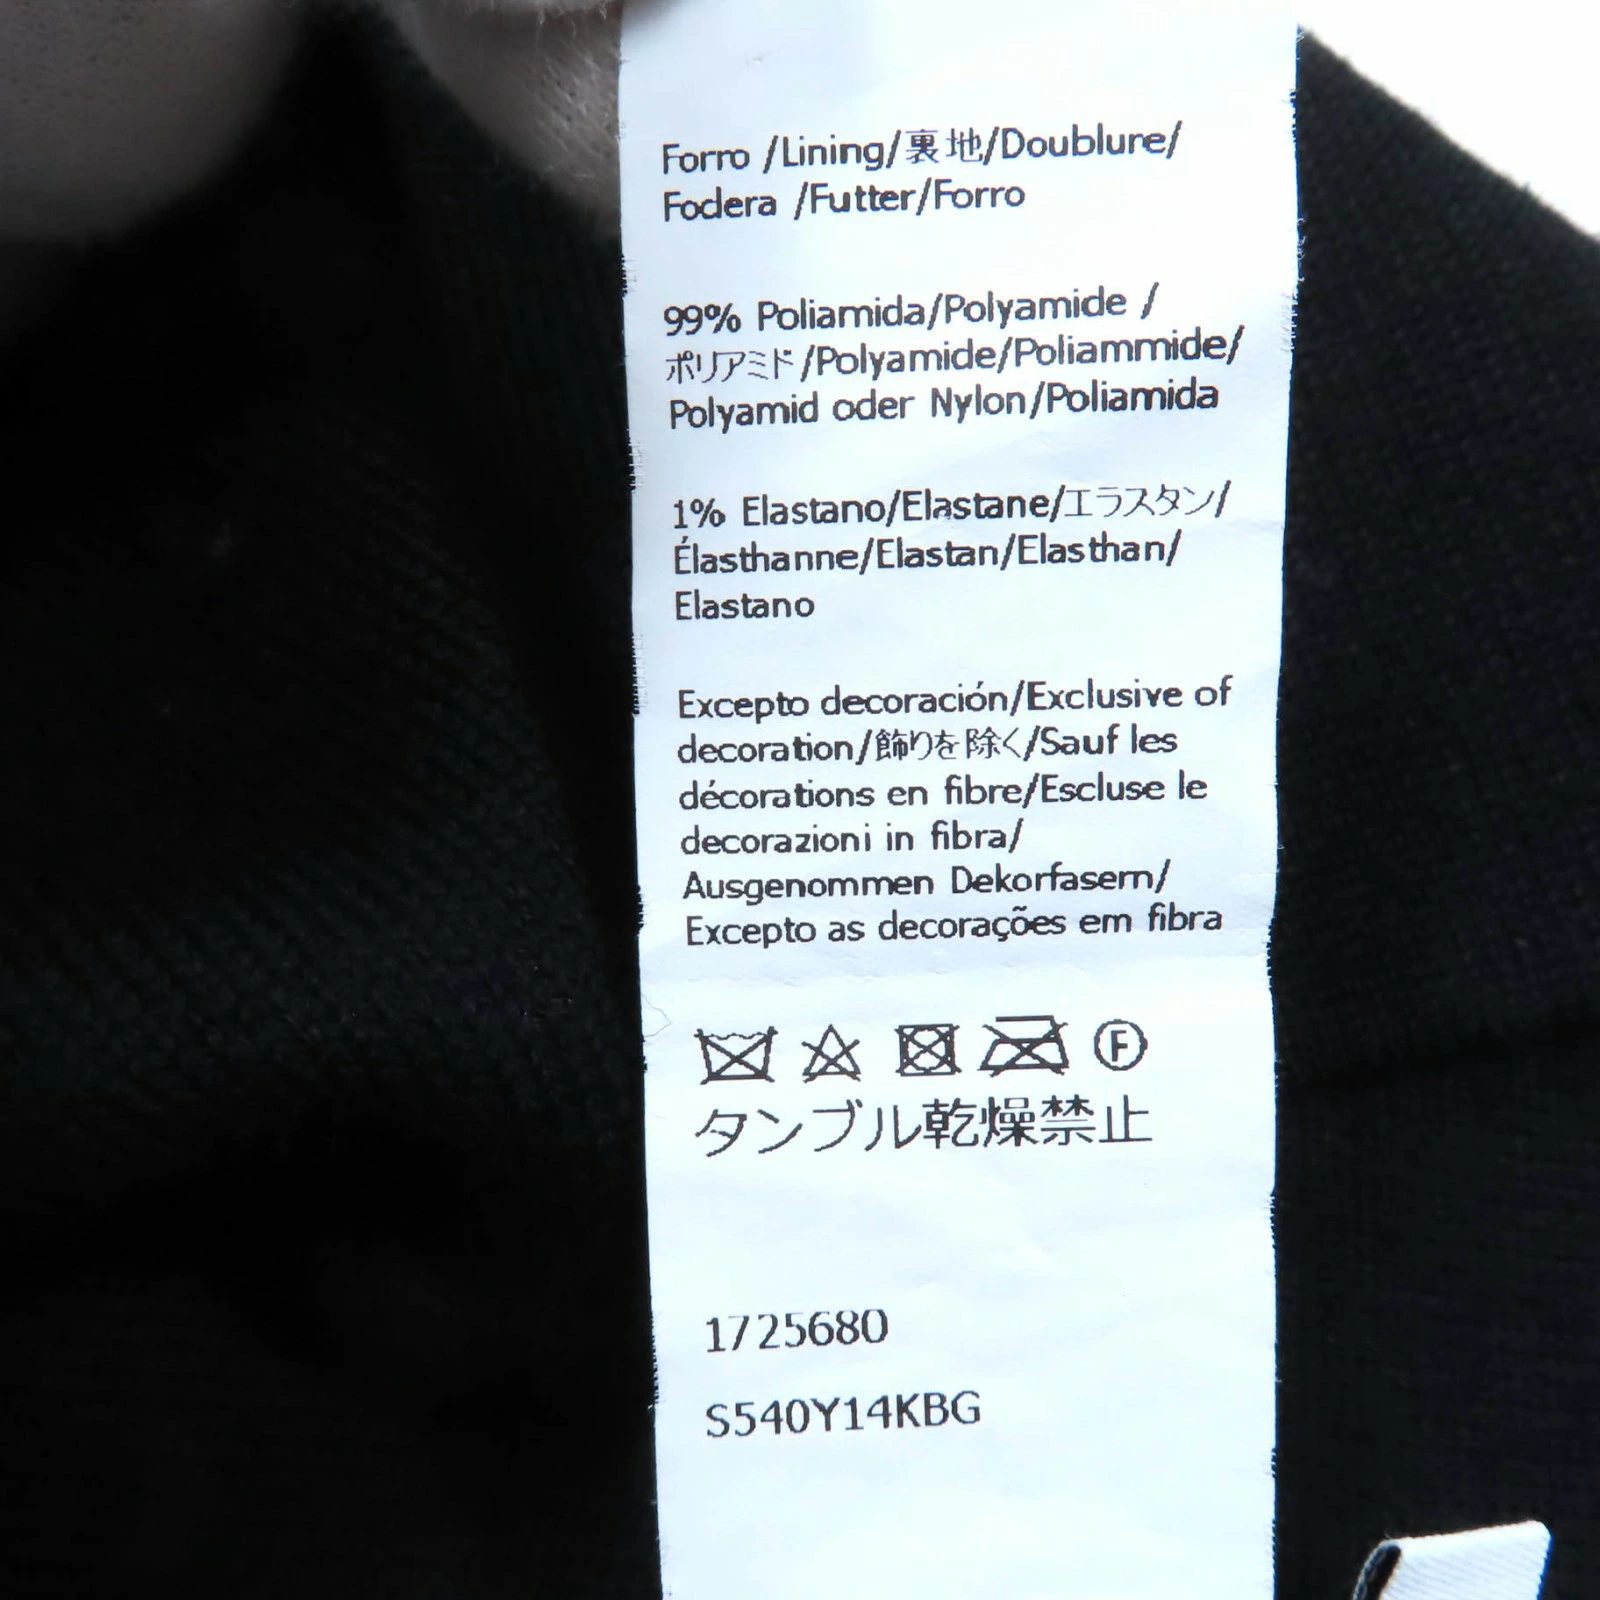 Forro /Lining/裏地/Doublure/
Fodera /Futter/Forro
99% Poliamida/Polyamide /
ポリアミド/Polyamide/Poliammide/
Polyamid oder Nylon/Poliamida
1% Elastano/Elastane/エラスタン/
Élasthanne/Elastan/Elasthan/
Elastano
Excepto decoración/Exclusive of
decoration/飾りを除く/Sauf les
décorations en fibre/Escluse le
decorazioni in fibra/
Ausgenommen Dekorfasern/
Excepto as decorações em fibra
F
タンブル乾燥禁止
1725680
S540Y14KBG